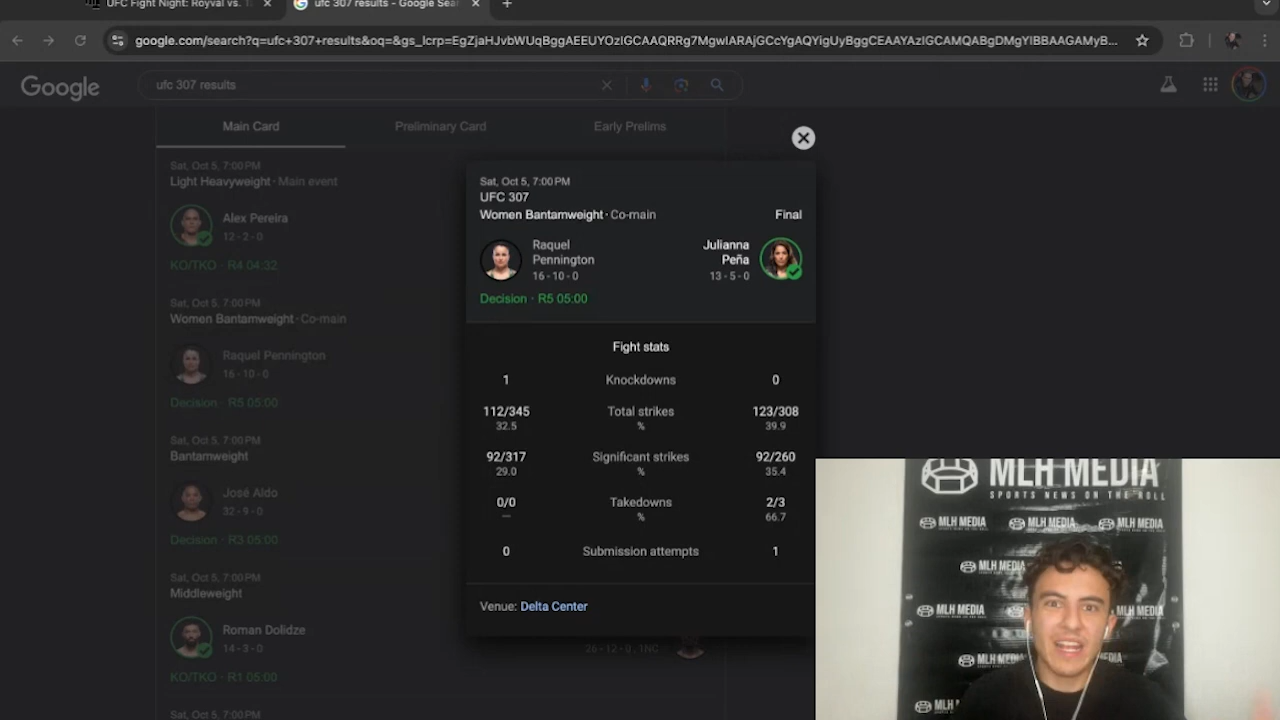 UFC Fight Night: Royval vs. T
ufc 307 results - Google Sear
google.com/search?q=ufc+307+results&oq=&gs_lcrp=EgZjaHJvbWUqBggAEEUYOzIGCAAQRRg7MgwIARAjGCcYgAQYigUyBggCEAAYAzIGCAMQABgDMgYIBBAAGAMyB...
Google
ufc 307 results
Main Card
Preliminary Card
Early Prelims
Sat, Oct 5, 7:00 PM
Light Heavyweight · Main event
Alex Pereira
12 - 2 - 0
KO/TKO · R4 04:32
Sat, Oct 5, 7:00 PM
Women Bantamweight · Co-main
Raquel Pennington
16 - 10 - 0
Decision · R5 05:00
Sat, Oct 5, 7:00 PM
Bantamweight
José Aldo
32 - 9 - 0
Decision · R3 05:00
Sat, Oct 5, 7:00 PM
Middleweight
Roman Dolidze
14 - 3 - 0
26 - 12 - 0, 1NC
KO/TKO · R1 05:00
Sat, Oct 5, 7:00 PM
Sat, Oct 5, 7:00 PM
UFC 307
Women Bantamweight · Co-main
Final
Raquel
Pennington
16 - 10 - 0
Julianna
Peña
13 - 5 - 0
Decision · R5 05:00
Fight stats
1 Knockdowns 0
112/345 Total strikes 123/308
32.5 % 39.9
92/317 Significant strikes 92/260
29.0 % 35.4
0/0 Takedowns 2/3
— % 66.7
0 Submission attempts 1
Venue: Delta Center
MLH MEDIA
SPORTS NEWS ON THE ROLL
MLH MEDIA
MLH MEDIA
MLH MEDIA
MLH MEDIA
MLH MEDIA
MLH MEDIA
MLH MEDIA